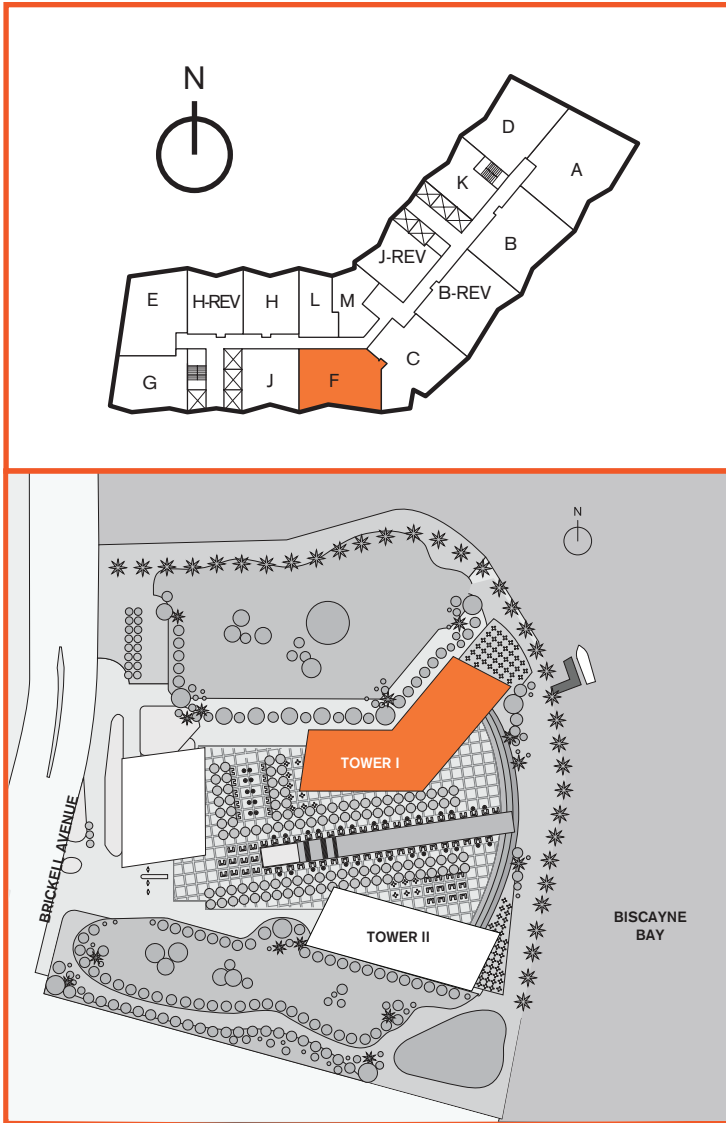 N
D
A
K
B
J-REV
B-REV
E
H-REV
H
L
M
C
G
J
F
N
TOWER I
BRICKELL AVENUE
TOWER II
BISCAYNE
BAY